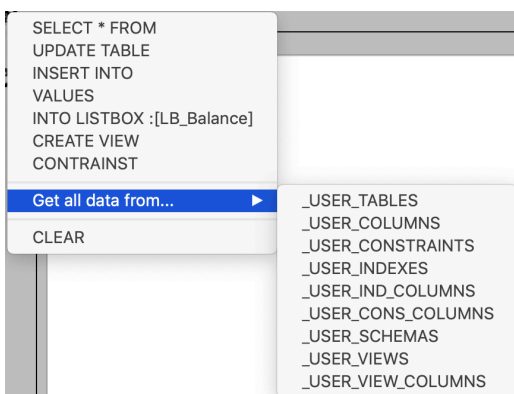 SELECT * FROM
UPDATE TABLE
INSERT INTO
VALUES
INTO LISTBOX :[LB_Balance]
CREATE VIEW
CONTRAINST
Get all data from...
CLEAR
_USER_TABLES
_USER_COLUMNS
_USER_CONSTRAINTS
_USER_INDEXES
_USER_IND_COLUMNS
_USER_CONS_COLUMNS
_USER_SCHEMAS
_USER_VIEWS
_USER_VIEW_COLUMNS